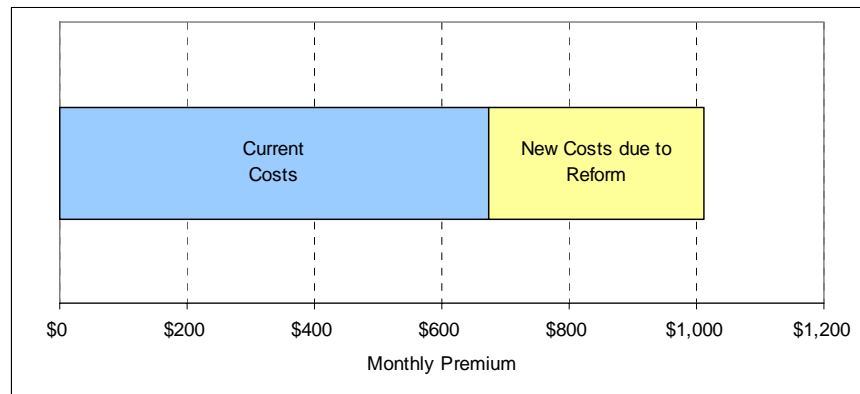 Current
Costs
New Costs due to
Reform
$0
$200
$400
$600
$800
$1,000
$1,200
Monthly Premium